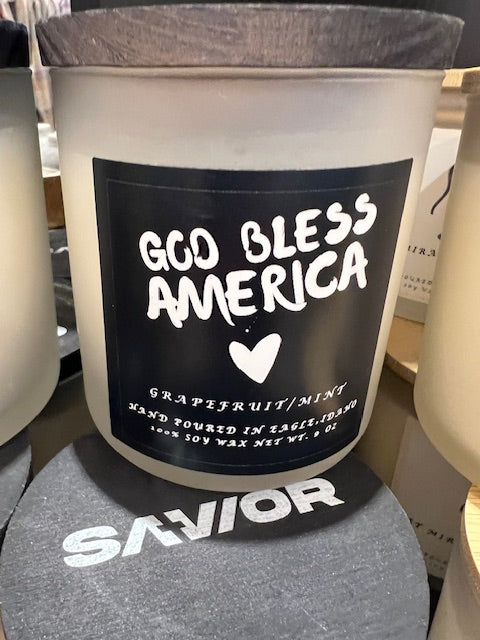 GOD BLESS
AMERICA
GRAPEFRUIT/MINT
HAND POURED IN EAGLE, IDAHO
100% SOY WAX NET WT. 9 OZ
SAVIOR